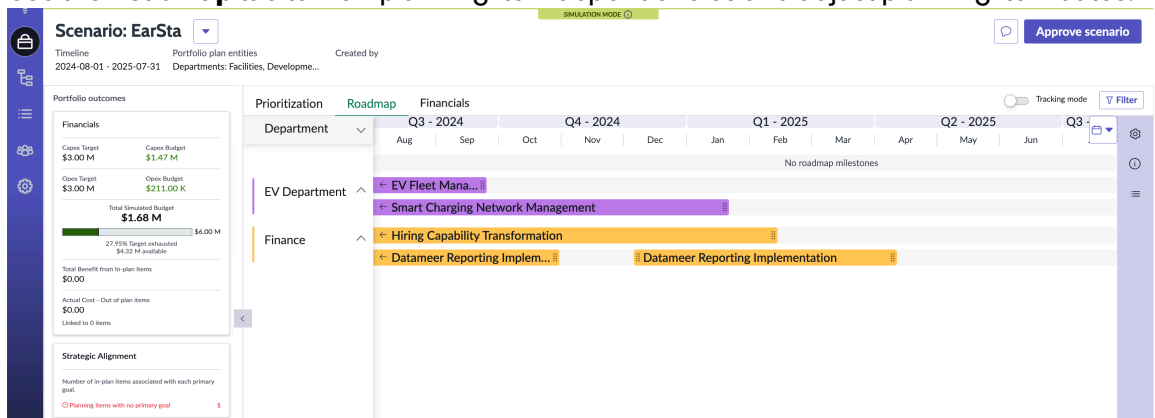 SIMULATION MODE
Scenario: EarSta
Approve scenario
Timeline
Portfolio plan entities
Created by
2024-08-01 - 2025-07-31
Departments: Facilities, Developme...
Portfolio outcomes
Prioritization
Roadmap
Financials
Tracking mode
Filter
Financials
Capex Target
Capex Budget
$3.00 M
$1.47 M
Opex Target
Opex Budget
$3.00 M
$211.00 K
Total Simulated Budget
$1.68 M
$6.00 M
27.95% Target exhausted
$4.32 M available
Total Benefit from In-plan Items
$0.00
Actual Cost - Out of plan items
$0.00
Linked to 0 items
Strategic Alignment
Number of in-plan items associated with each primary
goal.
Planning items with no primary goal 1
Department
Q3 - 2024
Q4 - 2024
Q1 - 2025
Q2 - 2025
Q3 -
Aug
Sep
Oct
Nov
Dec
Jan
Feb
Mar
Apr
May
Jun
No roadmap milestones
EV Department
← EV Fleet Mana...
← Smart Charging Network Management
Finance
← Hiring Capability Transformation
← Datameer Reporting Implem...
Datameer Reporting Implementation